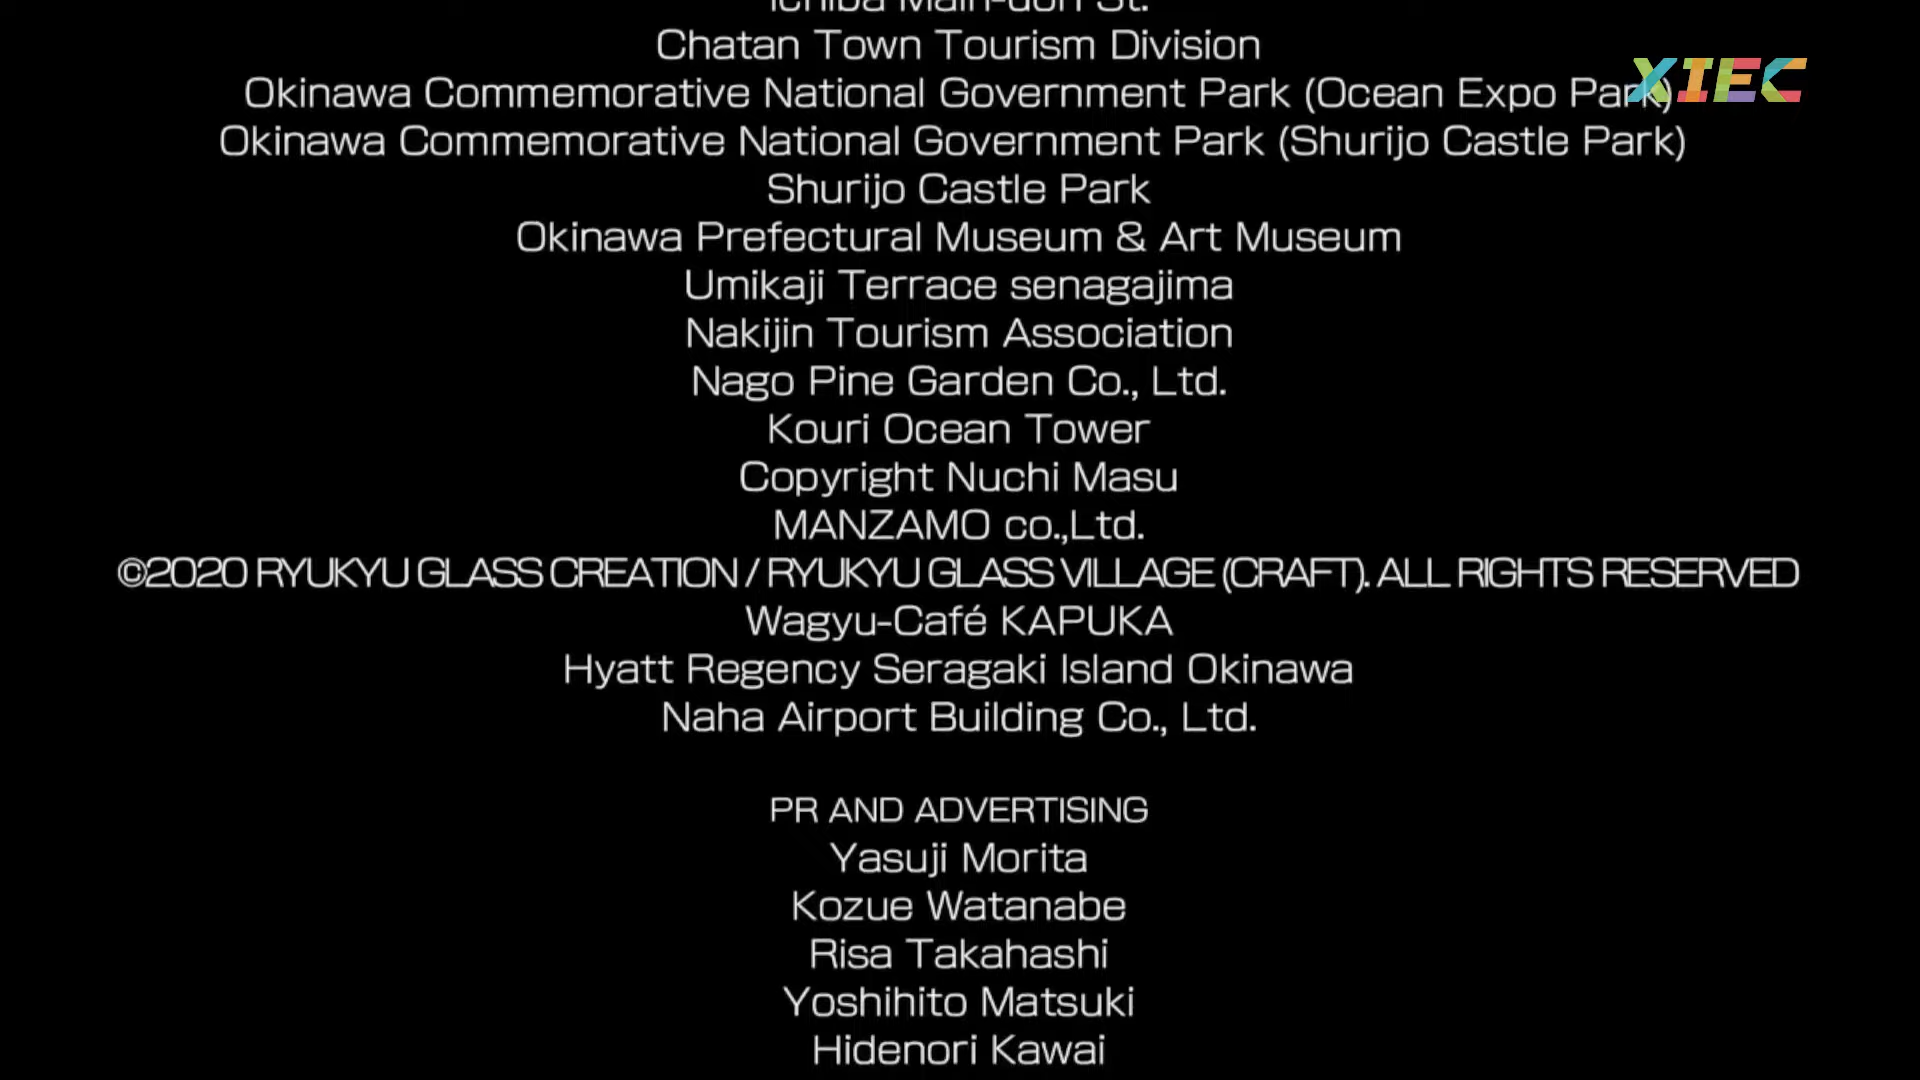 Ichiba Main-dori St.
Chatan Town Tourism Division
Okinawa Commemorative National Government Park (Ocean Expo Park)
XIEC
Okinawa Commemorative National Government Park (Shurijo Castle Park)
Shurijo Castle Park
Okinawa Prefectural Museum & Art Museum
Umikaji Terrace senagajima
Nakijin Tourism Association
Nago Pine Garden Co., Ltd.
Kouri Ocean Tower
Copyright Nuchi Masu
MANZAMO co.,Ltd.
©2020 RYUKYU GLASS CREATION / RYUKYU GLASS VILLAGE (CRAFT). ALL RIGHTS RESERVED
Wagyu-Café KAPUKA
Hyatt Regency Seragaki Island Okinawa
Naha Airport Building Co., Ltd.
PR AND ADVERTISING
Yasuji Morita
Kozue Watanabe
Risa Takahashi
Yoshihito Matsuki
Hidenori Kawai